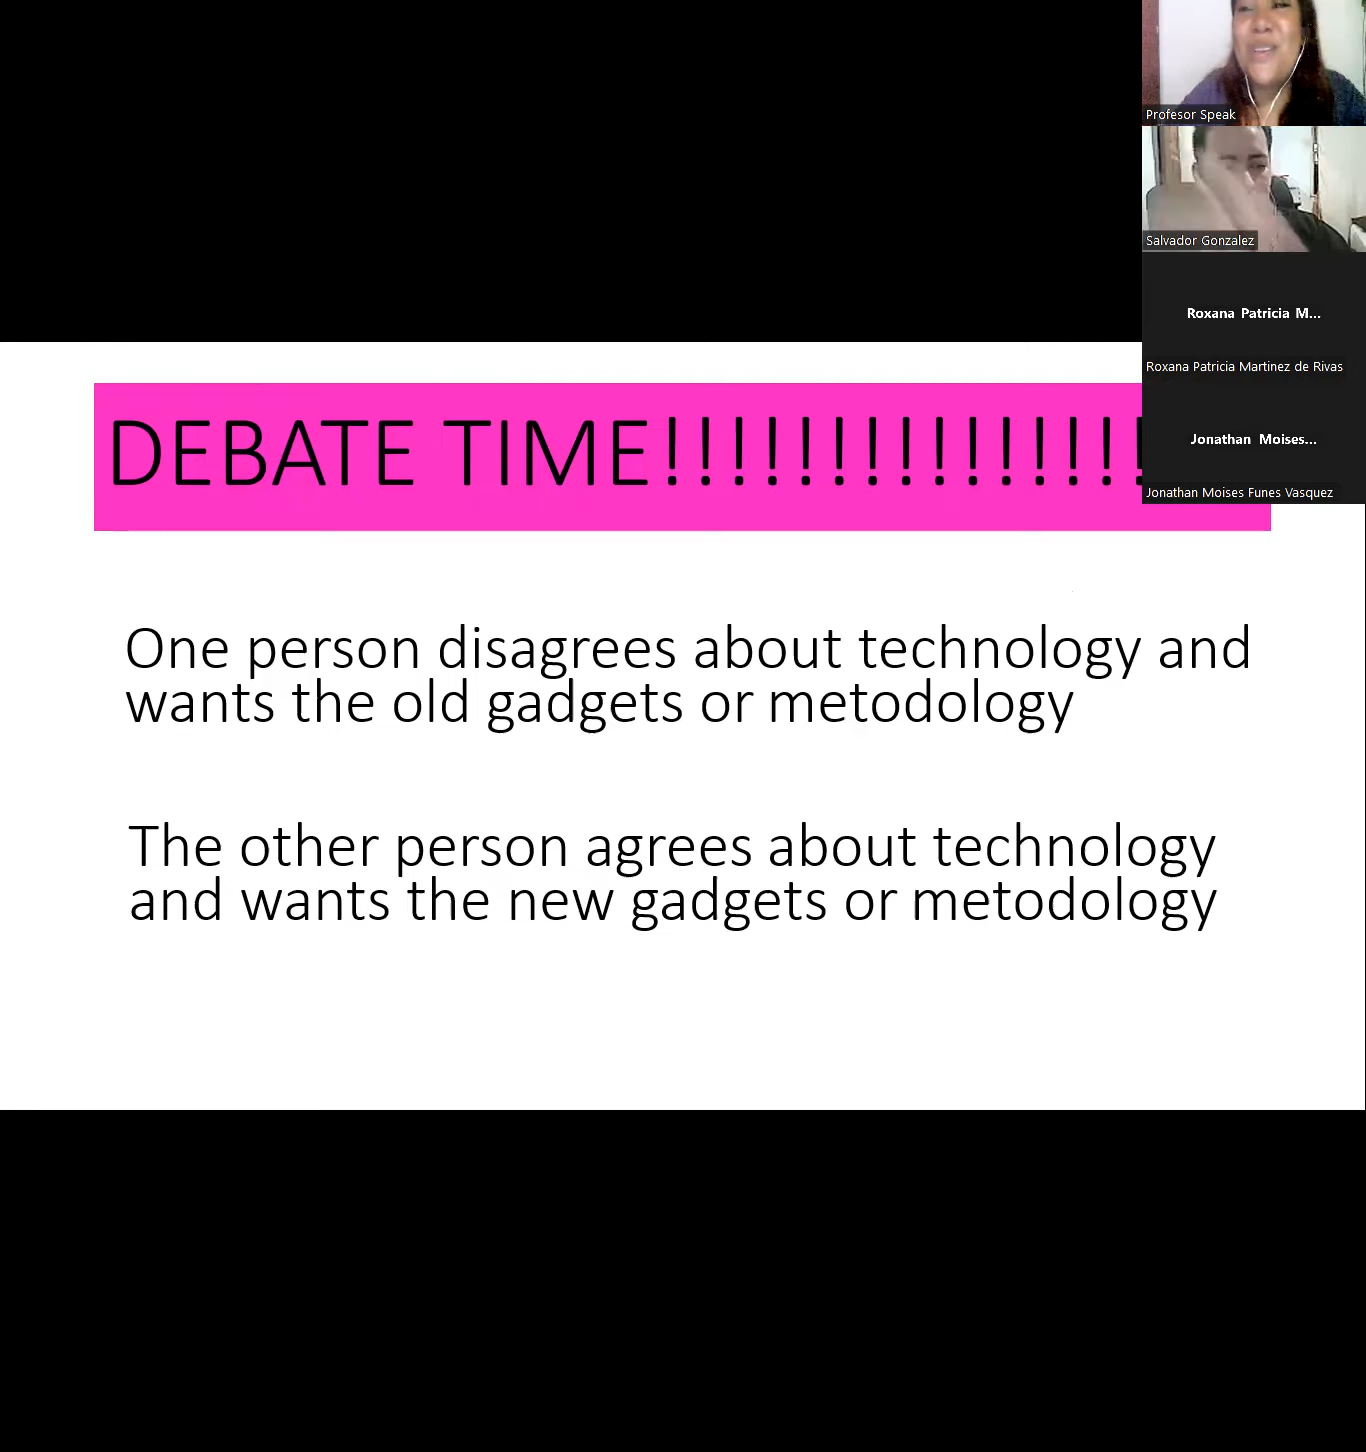 Profesor Speak
Salvador Gonzalez
Roxana Patricia M...
Roxana Patricia Martinez de Rivas
Jonathan Moises...
Jonathan Moises Funes Vasquez
DEBATE TIME!!!!!!!!!!!!!!!
One person disagrees about technology and
wants the old gadgets or metodology
The other person agrees about technology
and wants the new gadgets or metodology